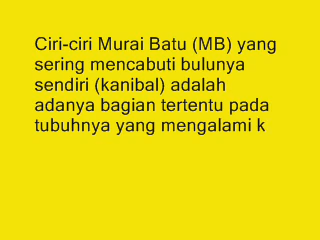 Ciri-ciri Murai Batu (MB) yang
sering mencabuti bulunya
sendiri (kanibal) adalah
adanya bagian tertentu pada
tubuhnya yang mengalami k